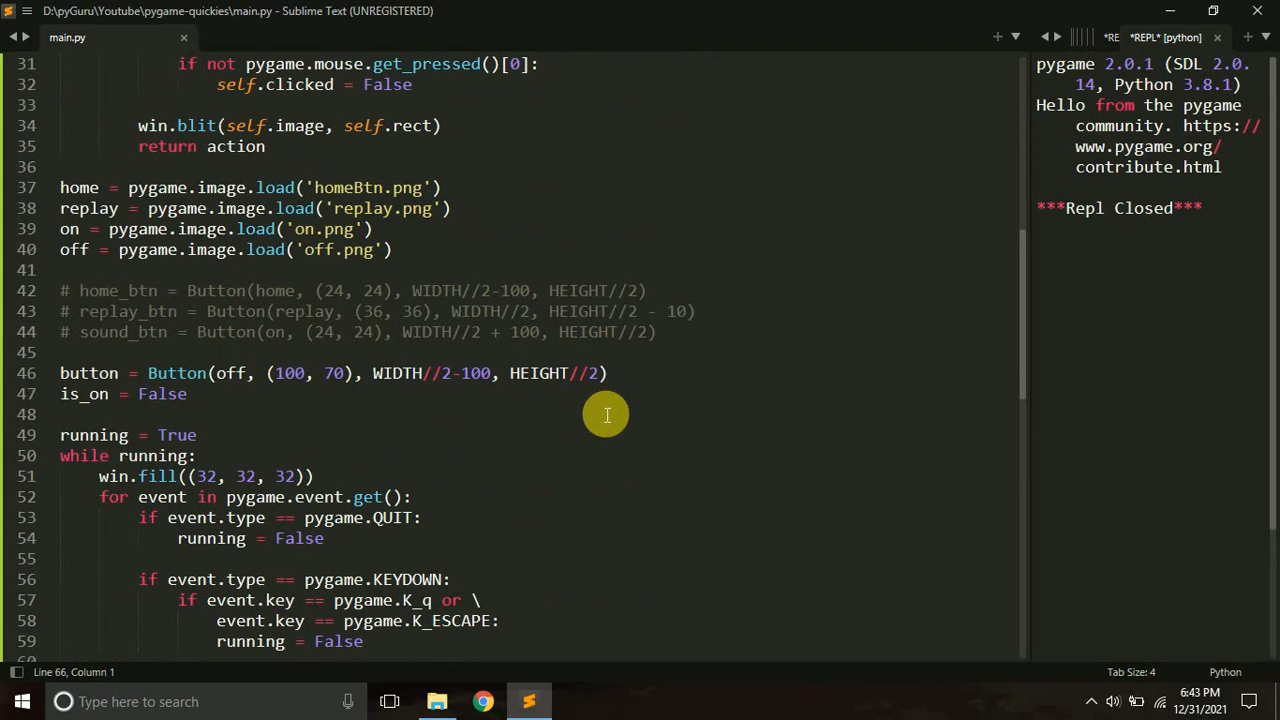 D:\pyGuru\Youtube\pygame-quickies\main.py - Sublime Text (UNREGISTERED)
main.py
*RE
*REPL* [python]
31 if not pygame.mouse.get_pressed()[0]:
32 self.clicked = False
33
34 win.blit(self.image, self.rect)
35 return action
36
37 home = pygame.image.load('homeBtn.png')
38 replay = pygame.image.load('replay.png')
39 on = pygame.image.load('on.png')
40 off = pygame.image.load('off.png')
41
42 # home_btn = Button(home, (24, 24), WIDTH//2-100, HEIGHT//2)
43 # replay_btn = Button(replay, (36, 36), WIDTH//2, HEIGHT//2 - 10)
44 # sound_btn = Button(on, (24, 24), WIDTH//2 + 100, HEIGHT//2)
45
46 button = Button(off, (100, 70), WIDTH//2-100, HEIGHT//2)
47 is_on = False
48
49 running = True
50 while running:
51 win.fill((32, 32, 32))
52 for event in pygame.event.get():
53 if event.type == pygame.QUIT:
54 running = False
55
56 if event.type == pygame.KEYDOWN:
57 if event.key == pygame.K_q or \
58 event.key == pygame.K_ESCAPE:
59 running = False
60
pygame 2.0.1 (SDL 2.0.
14, Python 3.8.1)
Hello from the pygame
community. https://
www.pygame.org/
contribute.html
***Repl Closed***
Line 66, Column 1
Tab Size: 4
Python
Type here to search
6:43 PM
12/31/2021